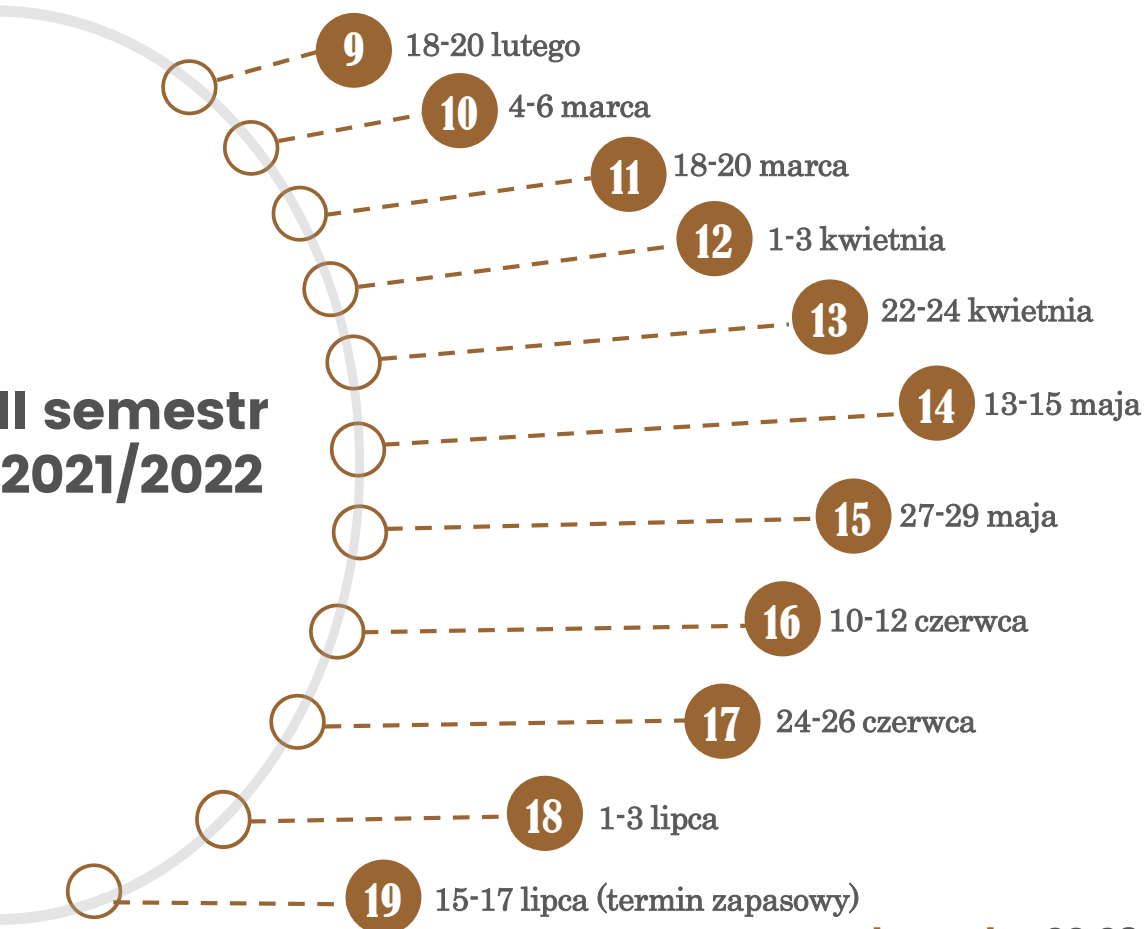 9 18-20 lutego
10 4-6 marca
11 18-20 marca
12 1-3 kwietnia
13 22-24 kwietnia
14 13-15 maja
II semestr
2021/2022
15 27-29 maja
16 10-12 czerwca
17 24-26 czerwca
18 1-3 lipca
19 15-17 lipca (termin zapasowy)